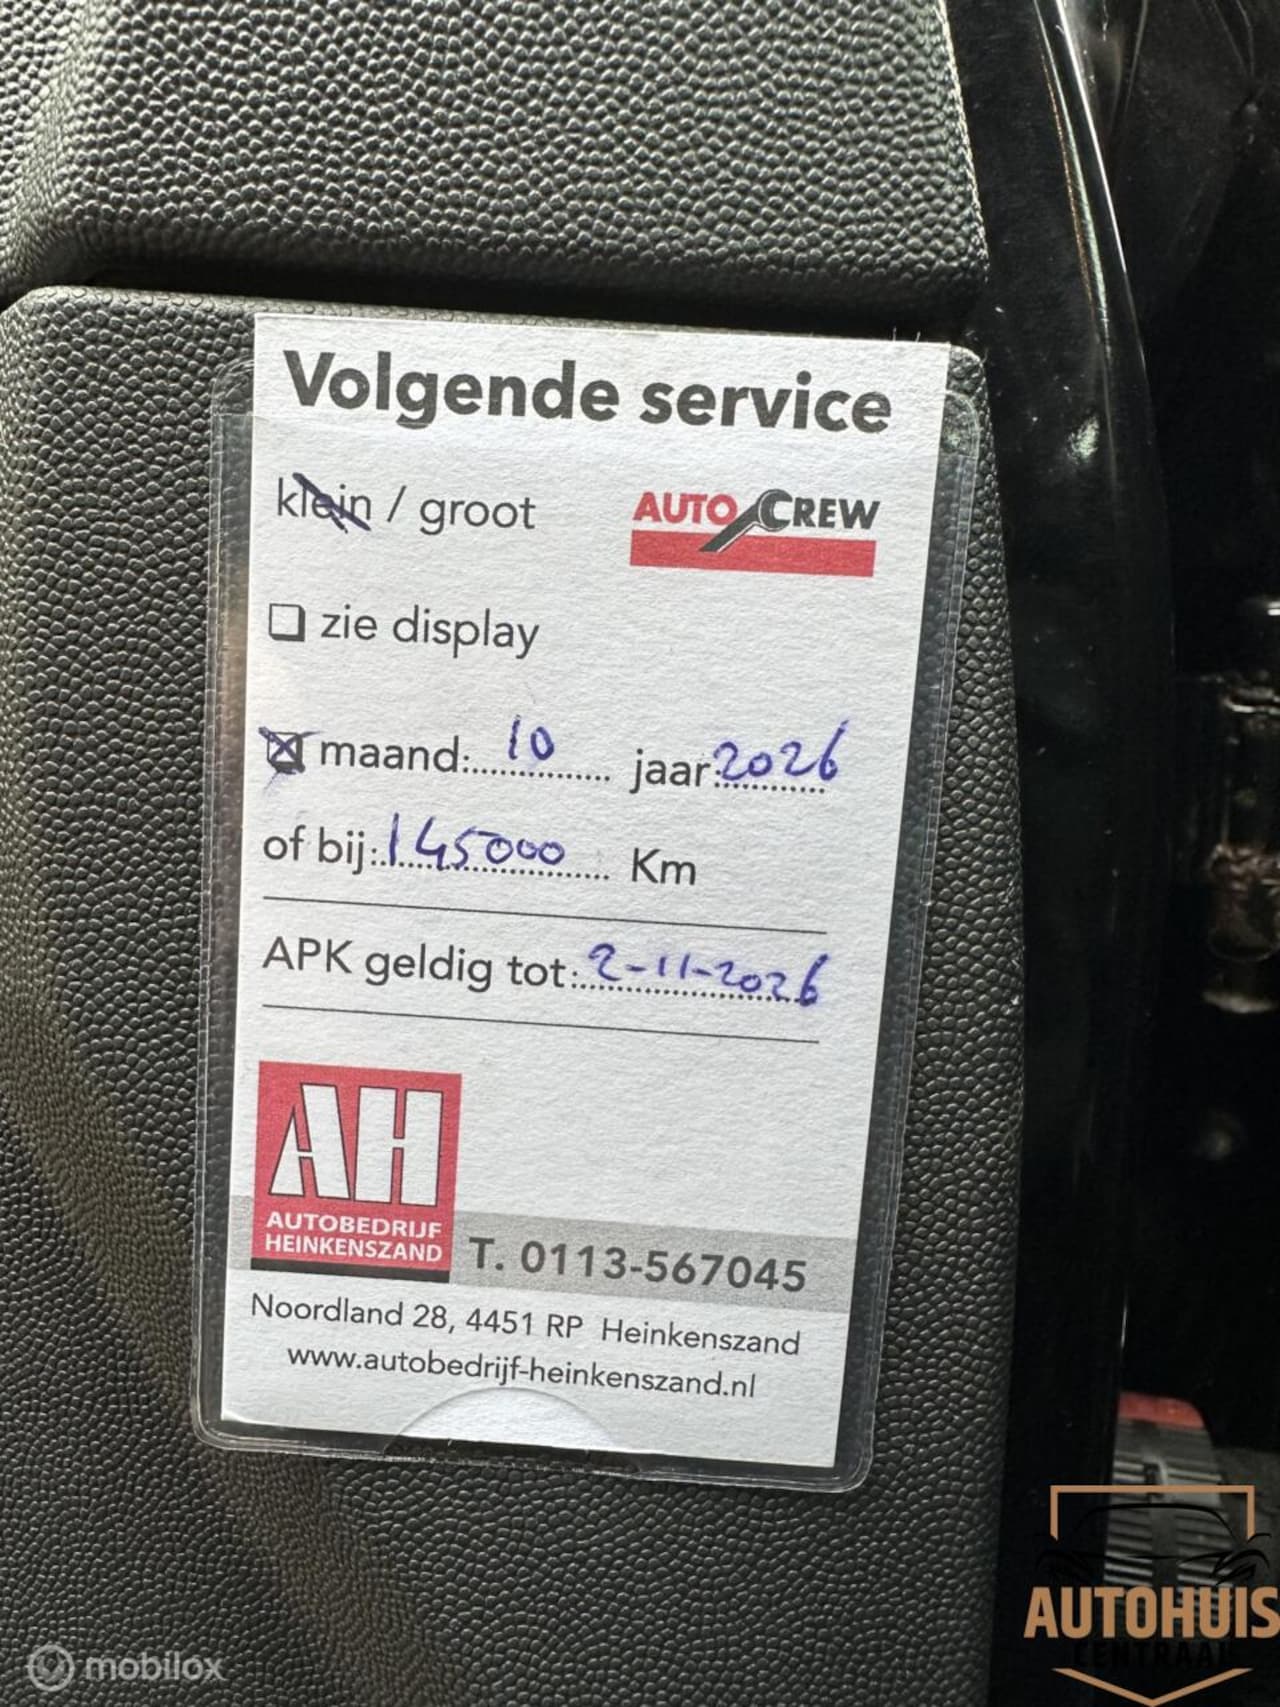 Volgende service
klein / groot
AUTO CREW
zie display
maand: 10 jaar: 2026
of bij: 145000 Km
APK geldig tot: 2-11-2026
AH
AUTOBEDRIJF
HEINKENSZAND
T. 0113-567045
Noordland 28, 4451 RP Heinkenszand
www.autobedrijf-heinkenszand.nl
AUTOHUIS
CENTRAAL
mobilox